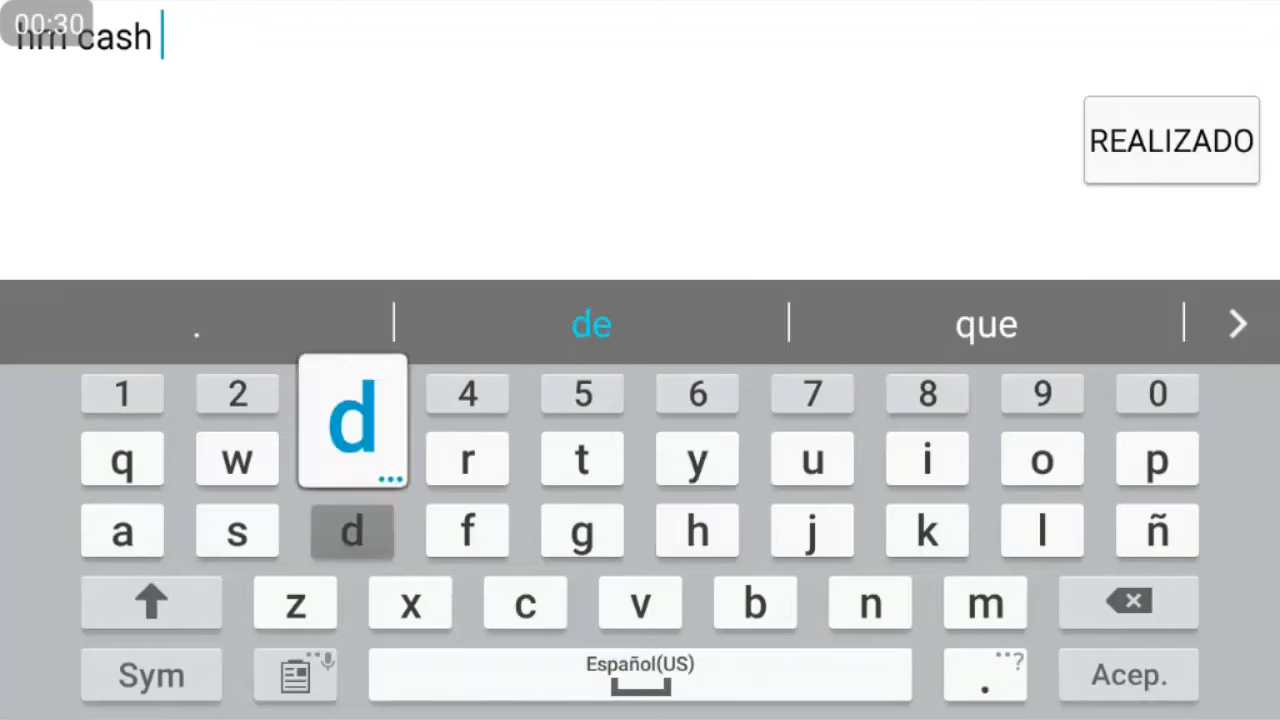 00:30
hm cash
REALIZADO
. de que
1 2 4 5 6 7 8 9 0
d
q w r t y u i o p
a s d f g h j k l ñ
z x c v b n m
Español(US)
Sym . ? Acep.